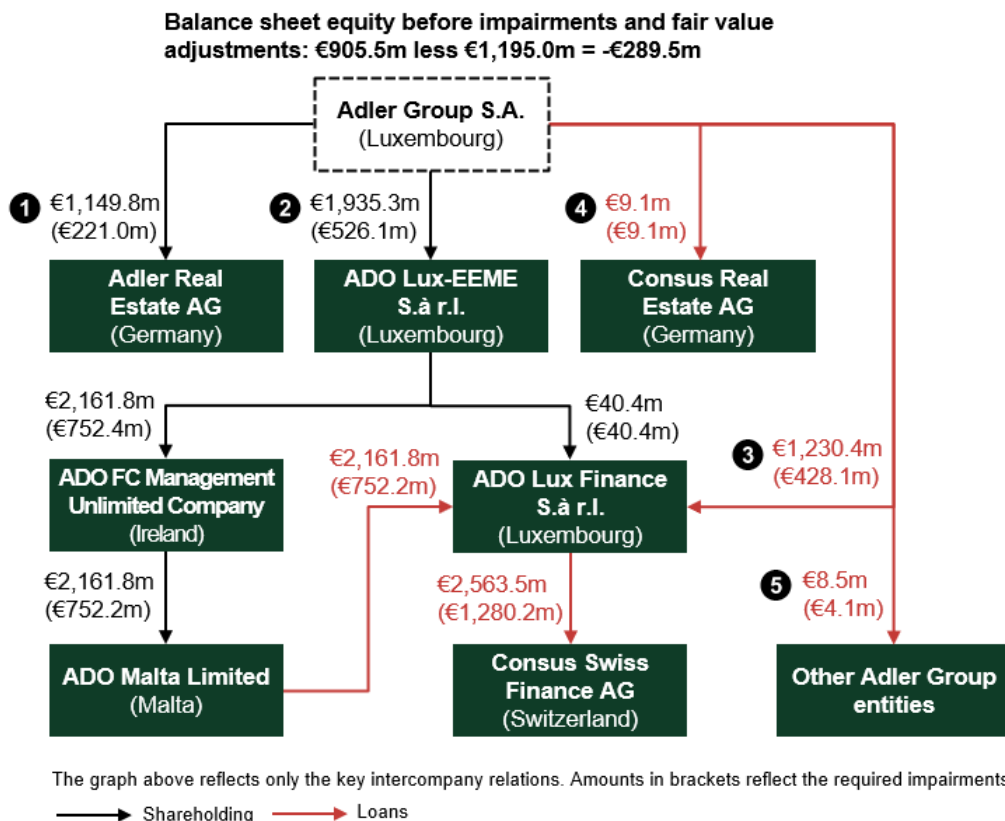 Balance sheet equity before impairments and fair value
adjustments: €905.5m less €1,195.0m = -€289.5m
Adler Group S.A.
(Luxembourg)
1 €1,149.8m
(€221.0m)
2 €1,935.3m
(€526.1m)
4 €9.1m
(€9.1m)
Adler Real
Estate AG
(Germany)
ADO Lux-EEME
S.à r.l.
(Luxembourg)
Consus Real
Estate AG
(Germany)
€2,161.8m
(€752.4m)
€40.4m
(€40.4m)
€2,161.8m
(€752.2m)
3 €1,230.4m
(€428.1m)
ADO FC Management
Unlimited Company
(Ireland)
ADO Lux Finance
S.à r.l.
(Luxembourg)
€2,161.8m
(€752.2m)
€2,563.5m
(€1,280.2m)
5 €8.5m
(€4.1m)
ADO Malta Limited
(Malta)
Consus Swiss
Finance AG
(Switzerland)
Other Adler Group
entities
The graph above reflects only the key intercompany relations. Amounts in brackets reflect the required impairments
Shareholding Loans